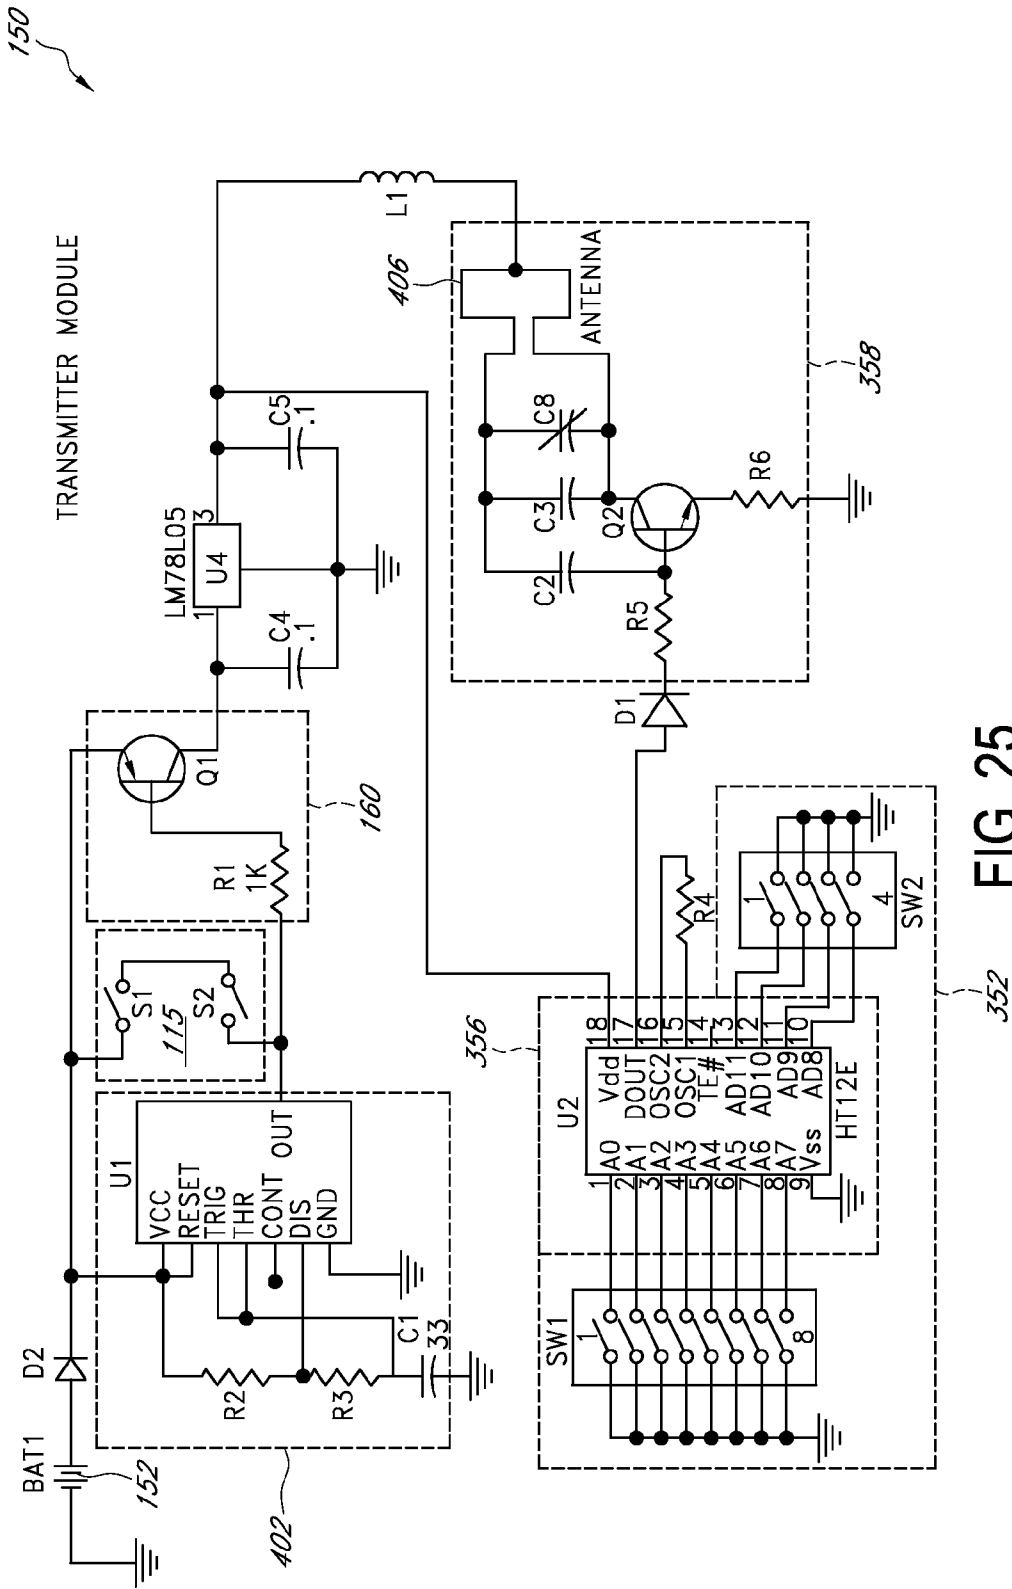 150
TRANSMITTER MODULE
BAT1
152
D2
U1
VCC
RESET
TRIG
THR
CONT
DIS
GND
OUT
R2
R3
C1
33
402
S1
S2
115
R1
1K
Q1
160
LM78L05
1 U4 3
C4
.1
C5
.1
L1
406
ANTENNA
C2
C3
C8
Q2
R5
R6
D1
358
356
U2
1 A0 Vdd 18
2 A1 DOUT 17
3 A2 OSC2 16
4 A3 OSC1 15
5 A4 TE# 14
6 A5 AD11 13
7 A6 AD10 12
8 A7 AD9 11
9 Vss AD8 10
HT12E
R4
SW1
1
8
SW2
1
4
352
FIG 25